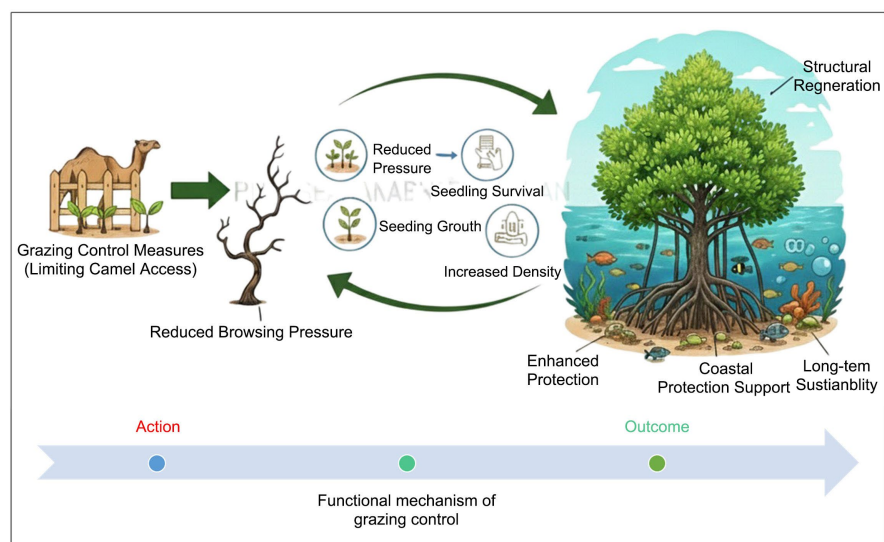 Structural
Regneration
Reduced
Pressure
Seedling Survival
Seeding Grouth
Increased Density
Grazing Control Measures
(Limiting Camel Access)
Reduced Browsing Pressure
Enhanced
Protection
Coastal
Protection Support
Long-tem
Sustianblity
Action
Outcome
Functional mechanism of
grazing control